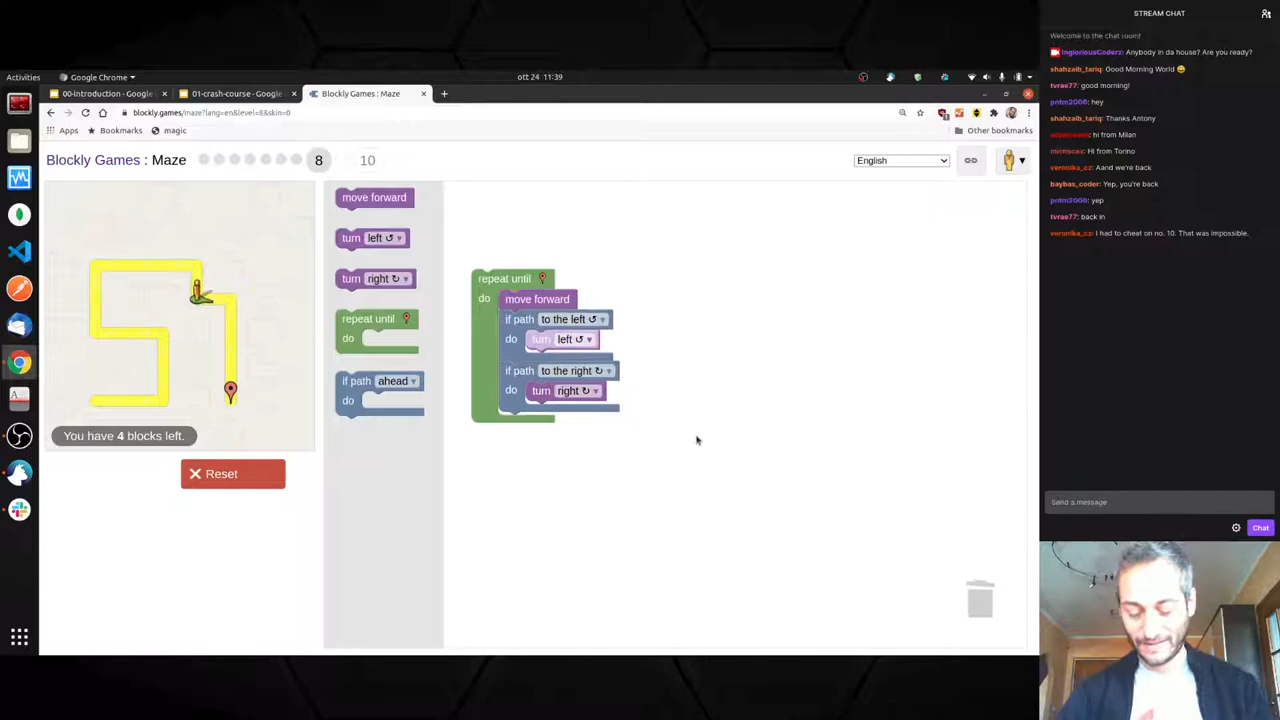 STREAM CHAT
Welcome to the chat room!
IngloriousCoderz: Anybody in da house? Are you ready?
shahzaib_tariq: Good Morning World
tvrae77: good morning!
pntm2006: hey
shahzaib_tariq: Thanks Antony
: hi from Milan
: Hi from Torino
veronika_cz: Aand we're back
baybas_coder: Yep, you're back
pntm2006: yep
tvrae77: back in
veronika_cz: I had to cheat on no. 10. That was impossible.
Send a message
Chat
Activities
Google Chrome
ott 24 11:39
00-introduction - Google
01-crash-course - Google
Blockly Games : Maze
blockly.games/maze?lang=en&level=8&skin=0
Apps
Bookmarks
magic
Other bookmarks
Blockly Games : Maze
8
10
English
move forward
turn left ↺
turn right ↻
repeat until
do
if path ahead
do
repeat until
do move forward
if path to the left ↺
do turn left ↺
if path to the right ↻
do turn right ↻
You have 4 blocks left.
Reset